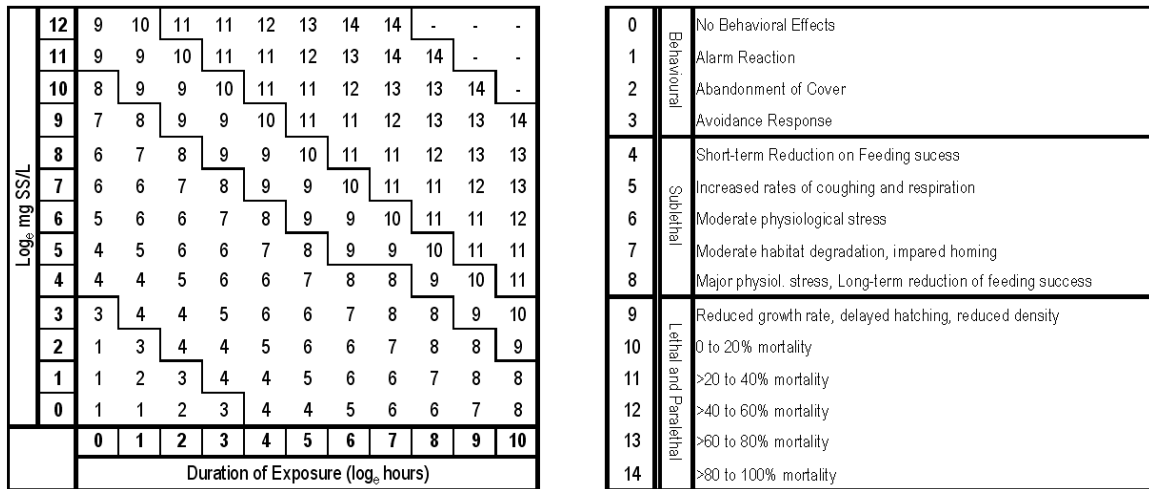 12 9 10 11 11 12 13 14 14 - - -
11 9 9 10 11 11 12 13 14 14 - -
10 8 9 9 10 11 11 12 13 13 14 -
9 7 8 9 9 10 11 11 12 13 13 14
8 6 7 8 9 9 10 11 11 12 13 13
7 6 6 7 8 9 9 10 11 11 12 13
6 5 6 6 7 8 9 9 10 11 11 12
5 4 5 6 6 7 8 9 9 10 11 11
4 4 4 5 6 6 7 8 8 9 10 11
3 3 4 4 5 6 6 7 8 8 9 10
2 1 3 4 4 5 6 6 7 8 8 9
1 1 2 3 4 4 5 6 6 7 8 8
0 1 1 2 3 4 4 5 6 6 7 8
Logₑ mg SS/L
0 1 2 3 4 5 6 7 8 9 10
Duration of Exposure (logₑ hours)
Behavioural
0 No Behavioral Effects
1 Alarm Reaction
2 Abandonment of Cover
3 Avoidance Response
Sublethal
4 Short-term Reduction on Feeding sucess
5 Increased rates of coughing and respiration
6 Moderate physiological stress
7 Moderate habitat degradation, impared homing
8 Major physiol. stress, Long-term reduction of feeding success
Lethal and Paralethal
9 Reduced growth rate, delayed hatching, reduced density
10 0 to 20% mortality
11 >20 to 40% mortality
12 >40 to 60% mortality
13 >60 to 80% mortality
14 >80 to 100% mortality